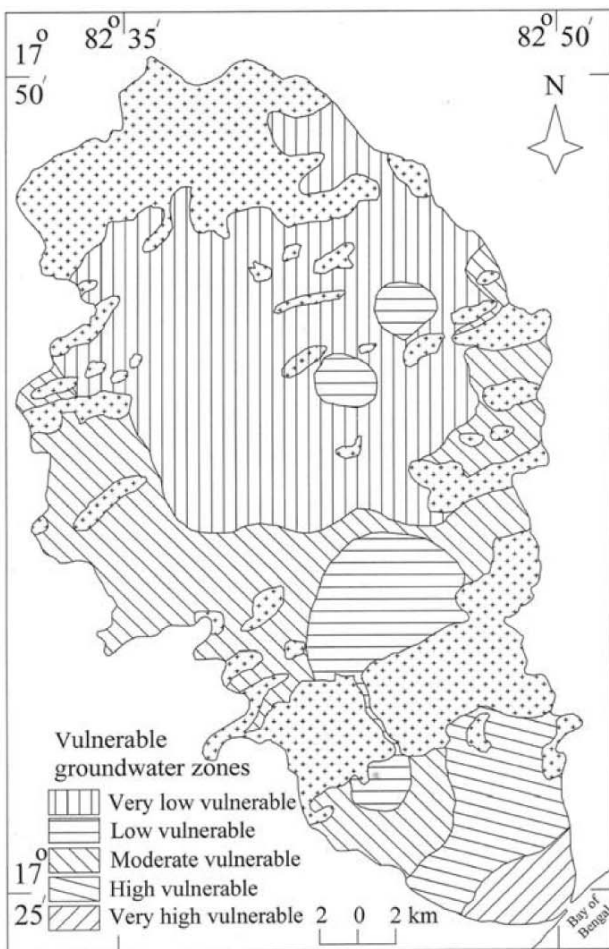 82° 35′
82° 50′
17°
50′
N
Vulnerable
groundwater zones
Very low vulnerable
Low vulnerable
Moderate vulnerable
High vulnerable
Very high vulnerable
17°
25′
2 0 2 km
Bay of
Bengal